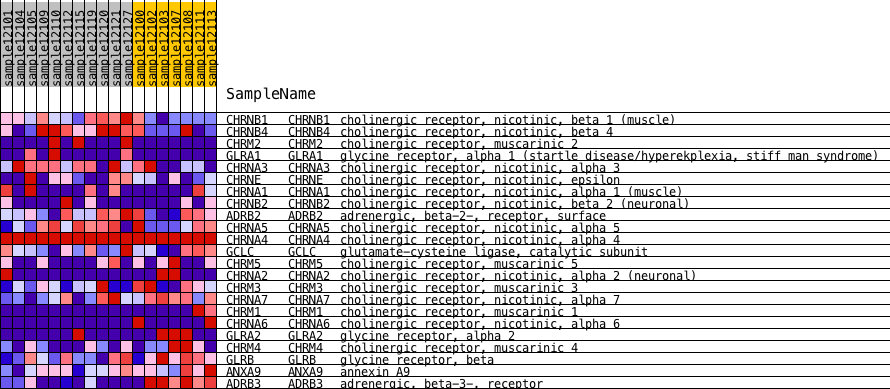 sample12101
sample12104
sample12105
sample12109
sample12110
sample12112
sample12115
sample12119
sample12120
sample12121
sample12127
sample12100
sample12102
sample12103
sample12107
sample12108
sample12111
sample12113
SampleName
CHRNB1 CHRNB1 cholinergic receptor, nicotinic, beta 1 (muscle)
CHRNB4 CHRNB4 cholinergic receptor, nicotinic, beta 4
CHRM2 CHRM2 cholinergic receptor, muscarinic 2
GLRA1 GLRA1 glycine receptor, alpha 1 (startle disease/hyperekplexia, stiff man syndrome)
CHRNA3 CHRNA3 cholinergic receptor, nicotinic, alpha 3
CHRNE CHRNE cholinergic receptor, nicotinic, epsilon
CHRNA1 CHRNA1 cholinergic receptor, nicotinic, alpha 1 (muscle)
CHRNB2 CHRNB2 cholinergic receptor, nicotinic, beta 2 (neuronal)
ADRB2 ADRB2 adrenergic, beta-2-, receptor, surface
CHRNA5 CHRNA5 cholinergic receptor, nicotinic, alpha 5
CHRNA4 CHRNA4 cholinergic receptor, nicotinic, alpha 4
GCLC GCLC glutamate-cysteine ligase, catalytic subunit
CHRM5 CHRM5 cholinergic receptor, muscarinic 5
CHRNA2 CHRNA2 cholinergic receptor, nicotinic, alpha 2 (neuronal)
CHRM3 CHRM3 cholinergic receptor, muscarinic 3
CHRNA7 CHRNA7 cholinergic receptor, nicotinic, alpha 7
CHRM1 CHRM1 cholinergic receptor, muscarinic 1
CHRNA6 CHRNA6 cholinergic receptor, nicotinic, alpha 6
GLRA2 GLRA2 glycine receptor, alpha 2
CHRM4 CHRM4 cholinergic receptor, muscarinic 4
GLRB GLRB glycine receptor, beta
ANXA9 ANXA9 annexin A9
ADRB3 ADRB3 adrenergic, beta-3-, receptor